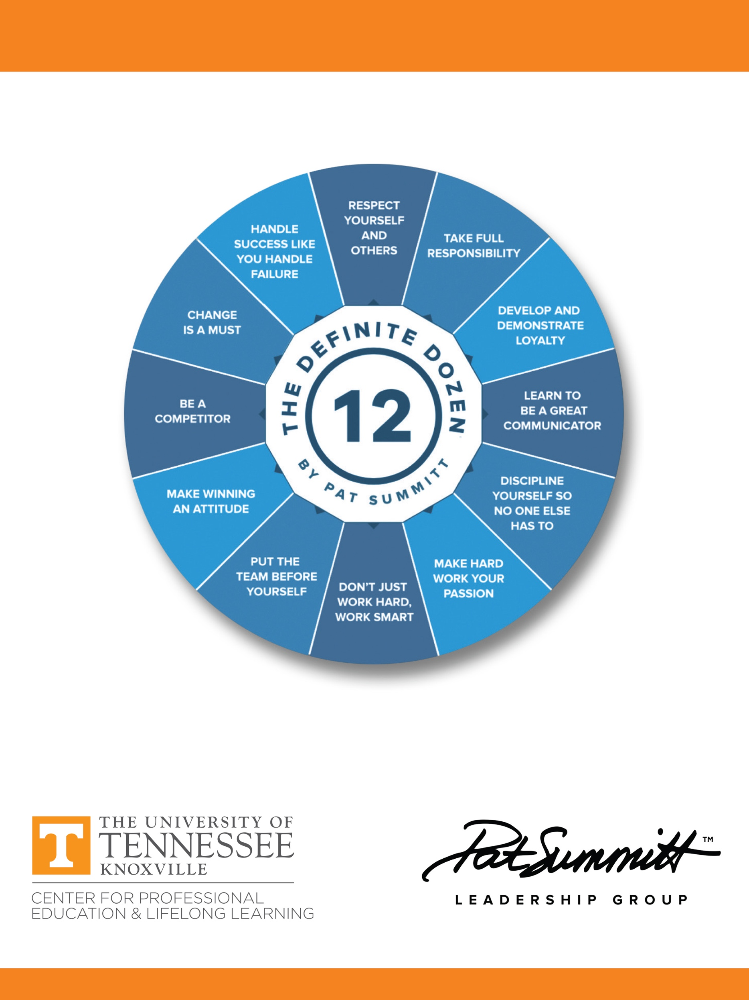 RESPECT
YOURSELF
AND
OTHERS
TAKE FULL
RESPONSIBILITY
DEVELOP AND
DEMONSTRATE
LOYALTY
LEARN TO
BE A GREAT
COMMUNICATOR
DISCIPLINE
YOURSELF SO
NO ONE ELSE
HAS TO
MAKE HARD
WORK YOUR
PASSION
DON'T JUST
WORK HARD,
WORK SMART
PUT THE
TEAM BEFORE
YOURSELF
MAKE WINNING
AN ATTITUDE
BE A
COMPETITOR
CHANGE
IS A MUST
HANDLE
SUCCESS LIKE
YOU HANDLE
FAILURE
THE DEFINITE DOZEN
12
BY PAT SUMMITT
T
THE UNIVERSITY OF
TENNESSEE
KNOXVILLE
CENTER FOR PROFESSIONAL
EDUCATION & LIFELONG LEARNING
Pat Summitt ™
LEADERSHIP GROUP